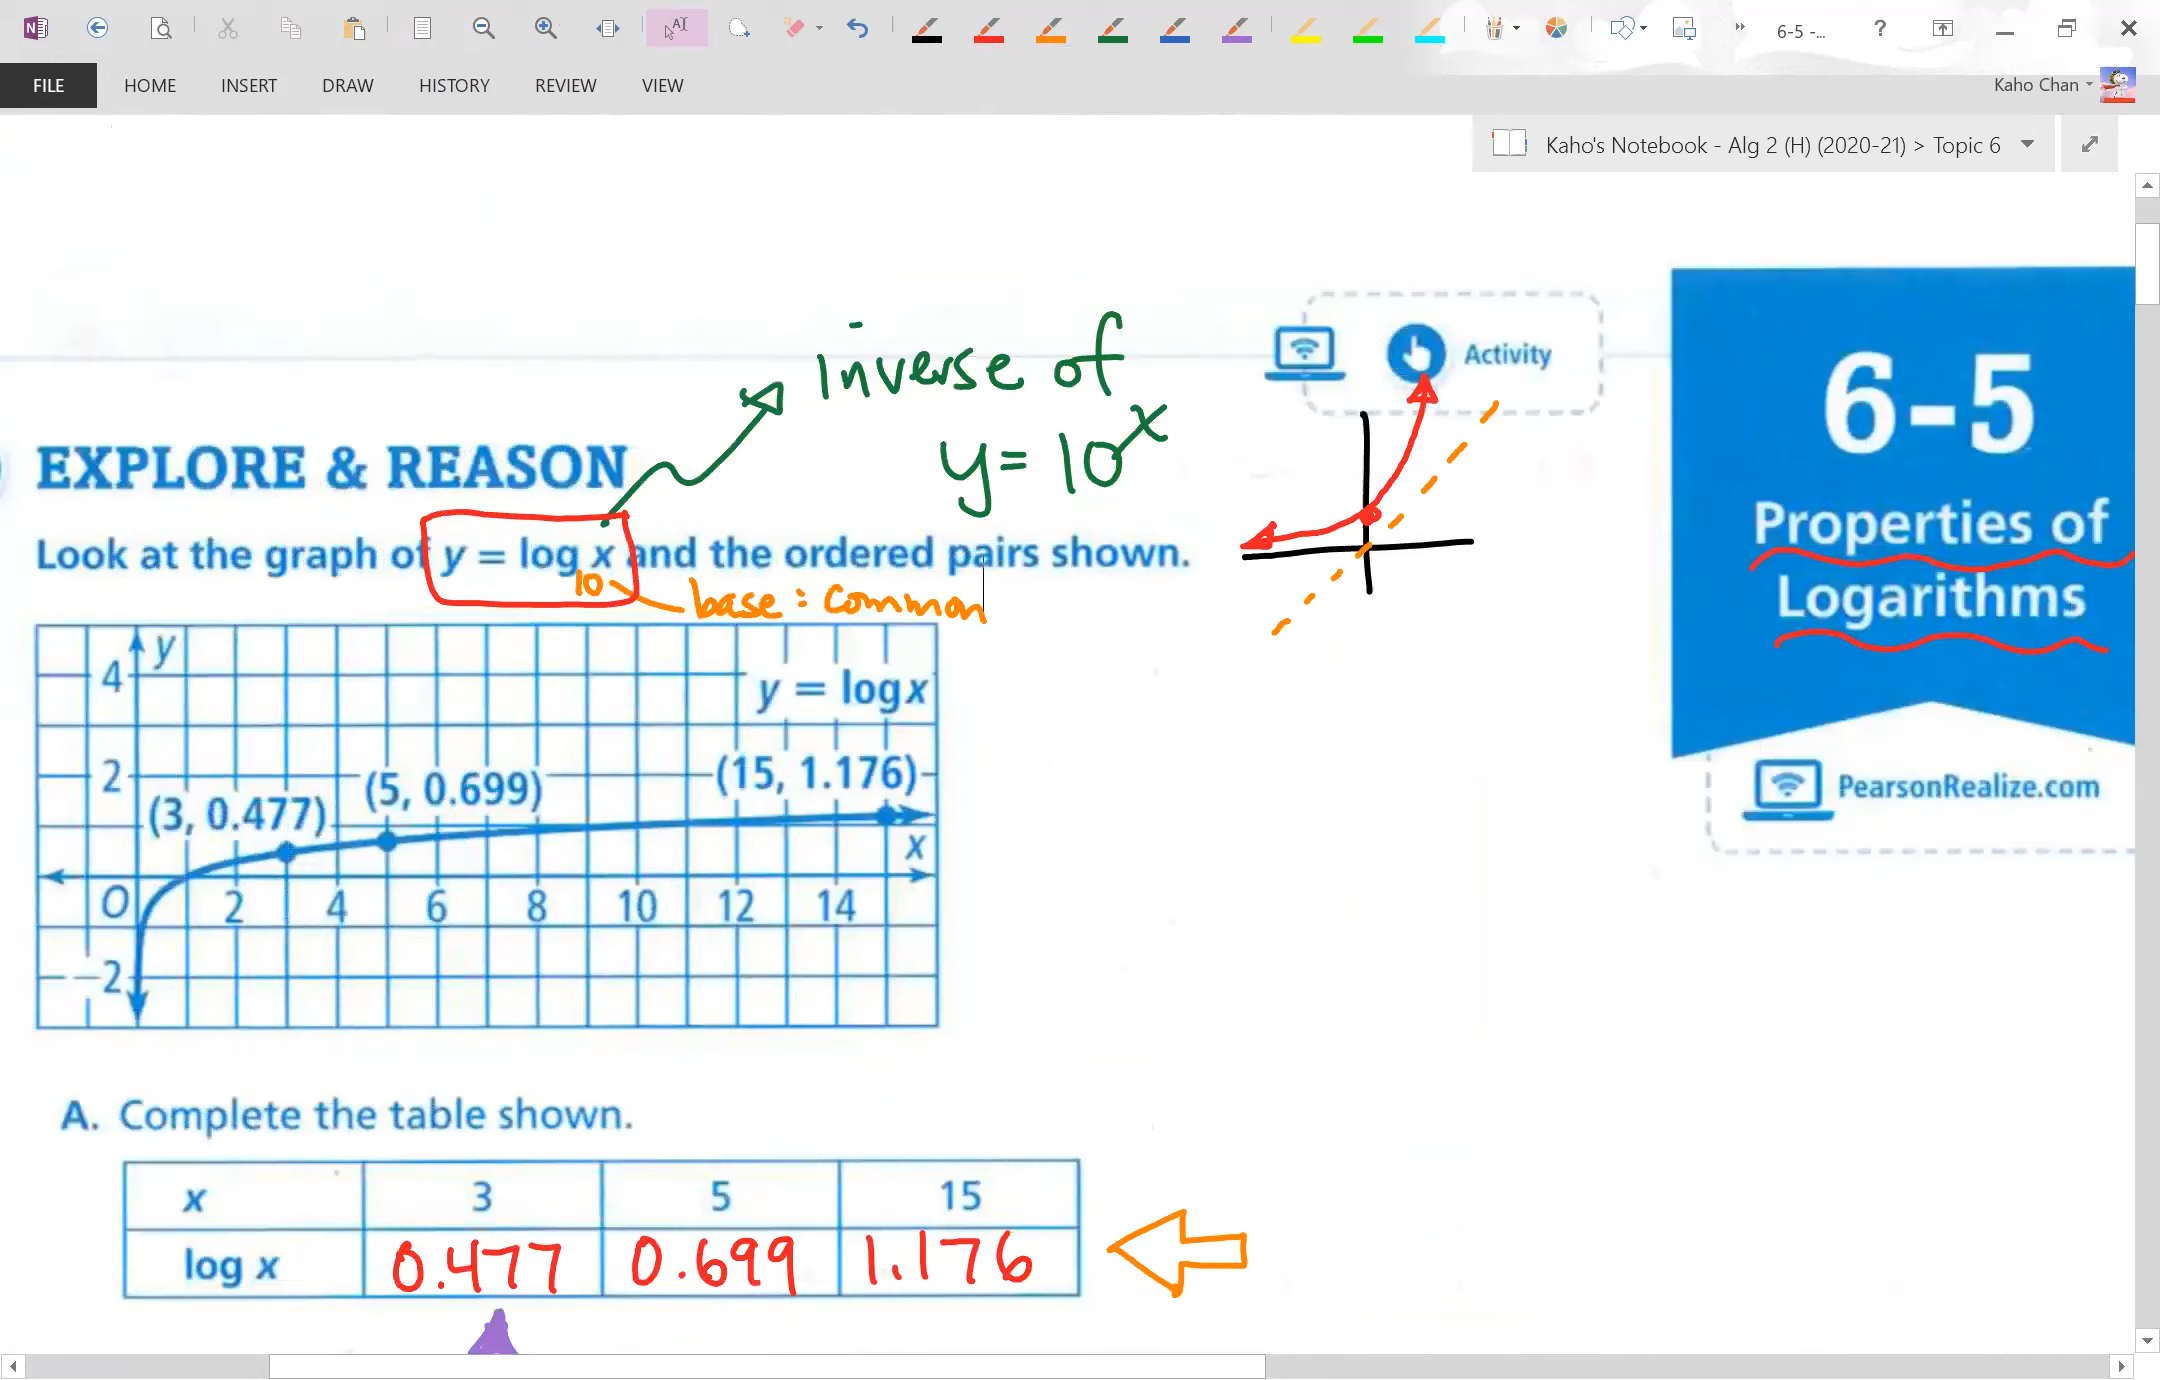 6-5 -...
?
FILE
HOME
INSERT
DRAW
HISTORY
REVIEW
VIEW
Kaho Chan
Kaho's Notebook - Alg 2 (H) (2020-21) > Topic 6
Activity
inverse of
y = 10^x
6-5
Properties of
Logarithms
PearsonRealize.com
EXPLORE & REASON
Look at the graph of y = log x and the ordered pairs shown.
10 base : common
y
4
y = log x
2
(3, 0.477)
(5, 0.699)
(15, 1.176)
x
O 2 4 6 8 10 12 14
-2
A. Complete the table shown.
x 3 5 15
log x 0.477 0.699 1.176